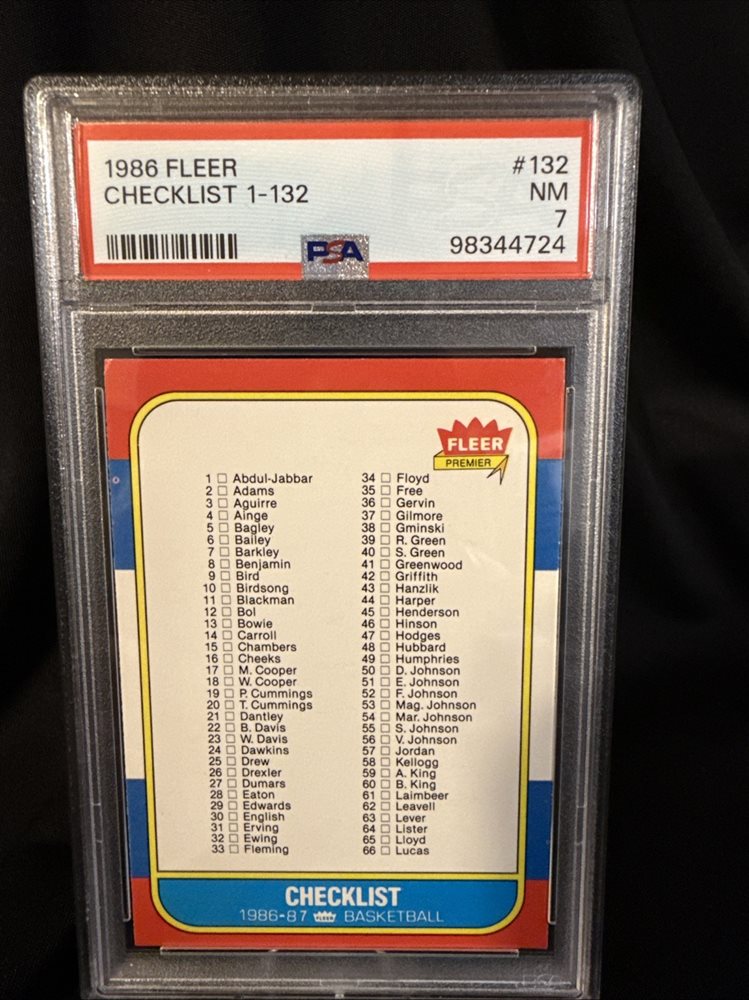 1986 FLEER #132
CHECKLIST 1-132 NM
7
PSA 98344724
FLEER
PREMIER
1 □ Abdul-Jabbar
2 □ Adams
3 □ Aguirre
4 □ Ainge
5 □ Bagley
6 □ Bailey
7 □ Barkley
8 □ Benjamin
9 □ Bird
10 □ Birdsong
11 □ Blackman
12 □ Bol
13 □ Bowie
14 □ Carroll
15 □ Chambers
16 □ Cheeks
17 □ M. Cooper
18 □ W. Cooper
19 □ P. Cummings
20 □ T. Cummings
21 □ Dantley
22 □ B. Davis
23 □ W. Davis
24 □ Dawkins
25 □ Drew
26 □ Drexler
27 □ Dumars
28 □ Eaton
29 □ Edwards
30 □ English
31 □ Erving
32 □ Ewing
33 □ Fleming
34 □ Floyd
35 □ Free
36 □ Gervin
37 □ Gilmore
38 □ Gminski
39 □ R. Green
40 □ S. Green
41 □ Greenwood
42 □ Griffith
43 □ Hanzlik
44 □ Harper
45 □ Henderson
46 □ Hinson
47 □ Hodges
48 □ Hubbard
49 □ Humphries
50 □ D. Johnson
51 □ E. Johnson
52 □ F. Johnson
53 □ Mag. Johnson
54 □ Mar. Johnson
55 □ S. Johnson
56 □ V. Johnson
57 □ Jordan
58 □ Kellogg
59 □ A. King
60 □ B. King
61 □ Laimbeer
62 □ Leavell
63 □ Lever
64 □ Lister
65 □ Lloyd
66 □ Lucas
CHECKLIST
1986-87 FLEER BASKETBALL